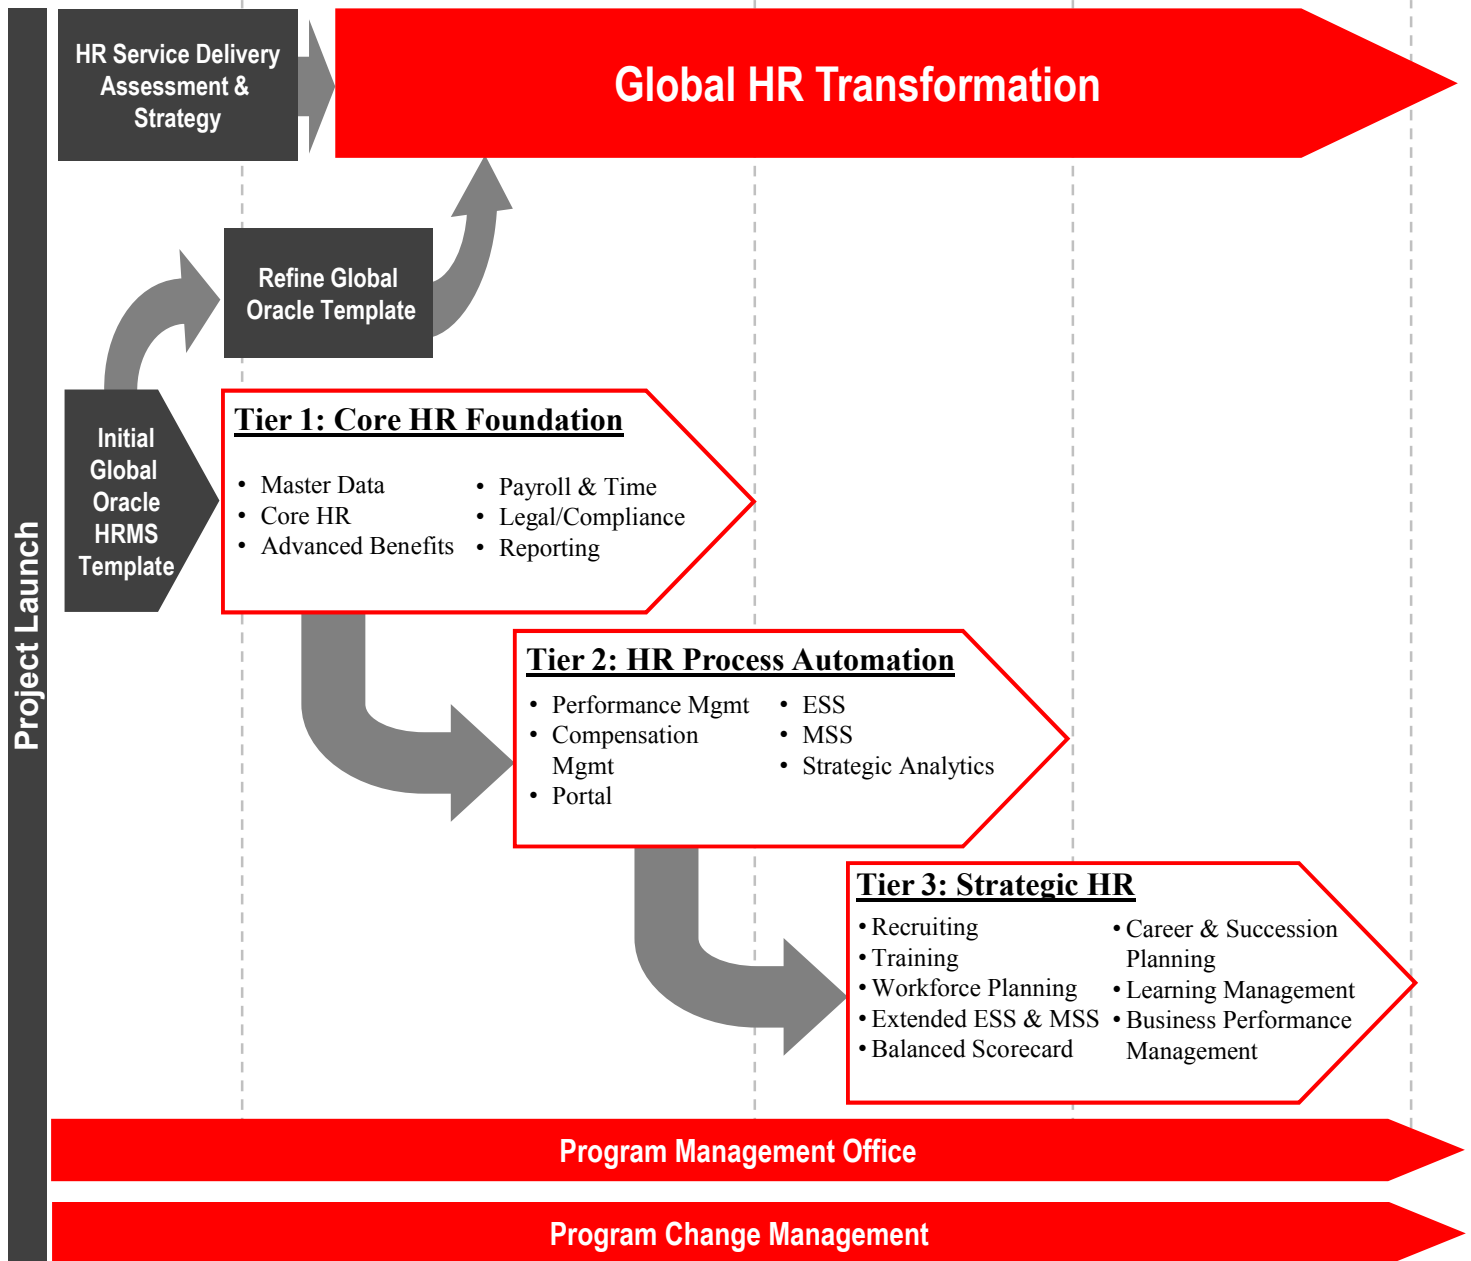 HR Service Delivery
Assessment &
Strategy
Global HR Transformation
Refine Global
Oracle Template
Project Launch
Initial
Global
Oracle
HRMS
Template
Tier 1: Core HR Foundation
• Master Data
• Core HR
• Advanced Benefits
• Payroll & Time
• Legal/Compliance
• Reporting
Tier 2: HR Process Automation
• Performance Mgmt
• Compensation
Mgmt
• Portal
• ESS
• MSS
• Strategic Analytics
Tier 3: Strategic HR
• Recruiting
• Training
• Workforce Planning
• Extended ESS & MSS
• Balanced Scorecard
• Career & Succession
Planning
• Learning Management
• Business Performance
Management
Program Management Office
Program Change Management